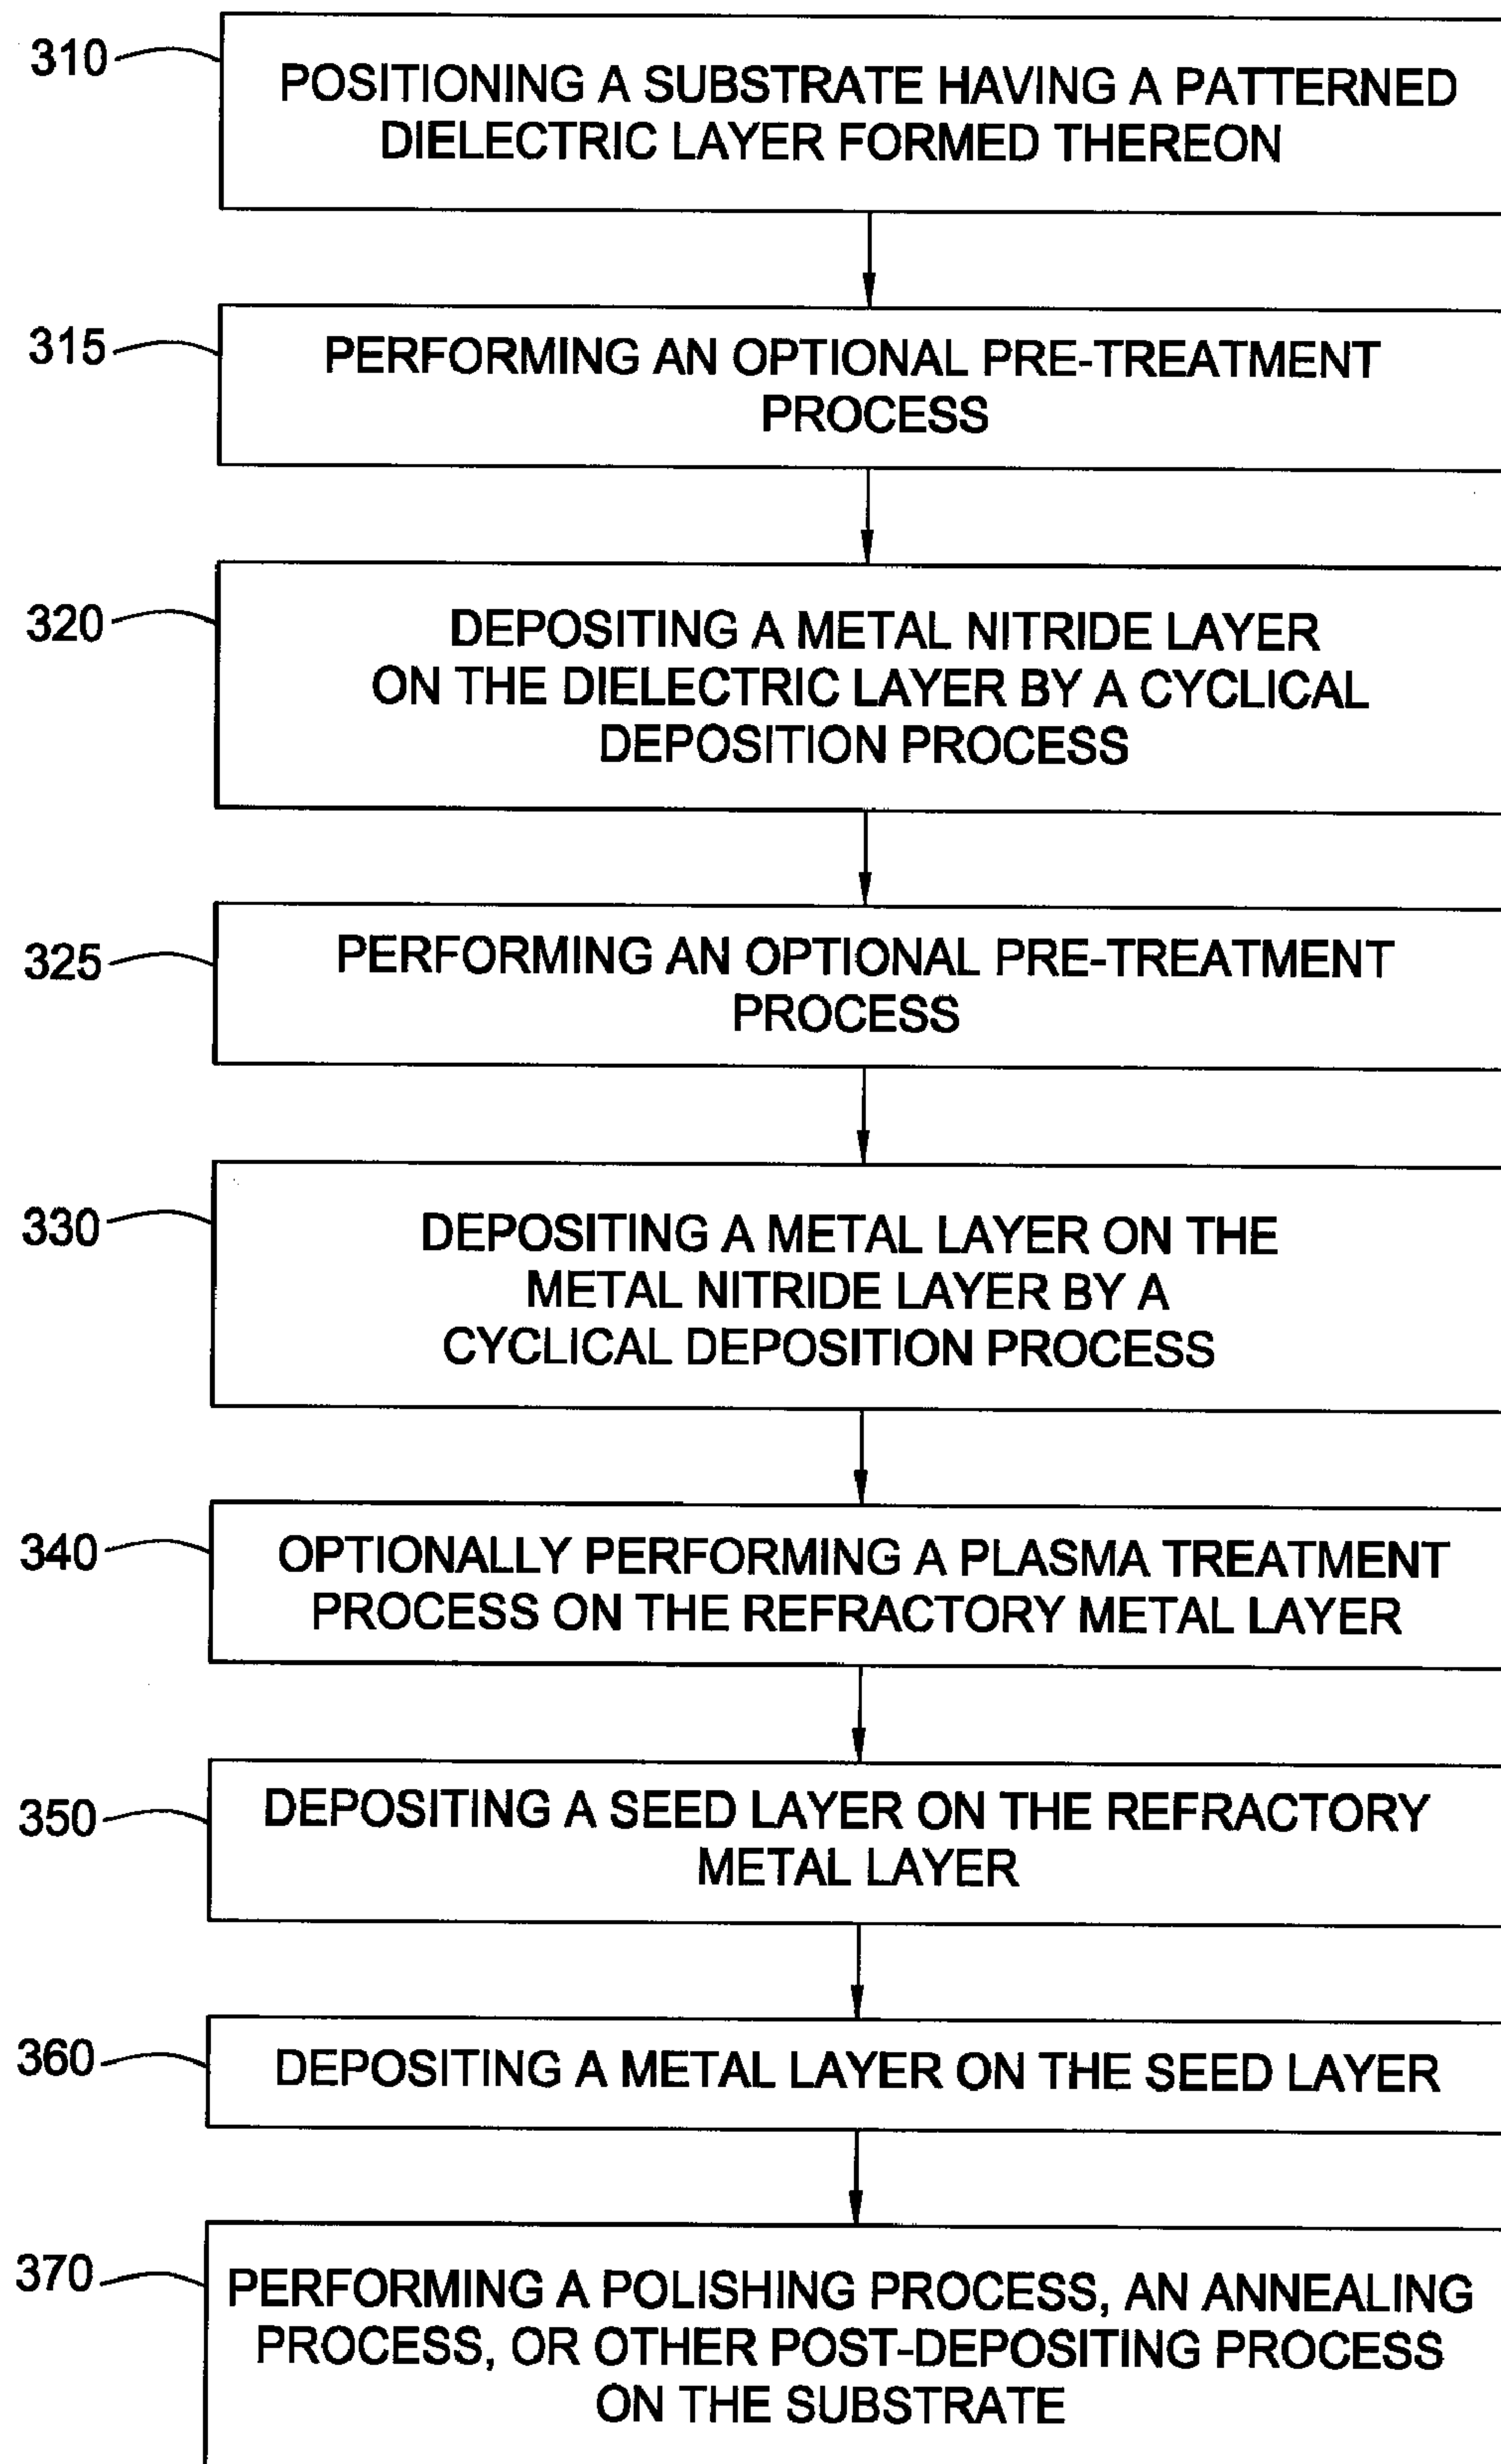 310
POSITIONING A SUBSTRATE HAVING A PATTERNED
DIELECTRIC LAYER FORMED THEREON
315
PERFORMING AN OPTIONAL PRE-TREATMENT
PROCESS
320
DEPOSITING A METAL NITRIDE LAYER
ON THE DIELECTRIC LAYER BY A CYCLICAL
DEPOSITION PROCESS
325
PERFORMING AN OPTIONAL PRE-TREATMENT
PROCESS
330
DEPOSITING A METAL LAYER ON THE
METAL NITRIDE LAYER BY A
CYCLICAL DEPOSITION PROCESS
340
OPTIONALLY PERFORMING A PLASMA TREATMENT
PROCESS ON THE REFRACTORY METAL LAYER
350
DEPOSITING A SEED LAYER ON THE REFRACTORY
METAL LAYER
360
DEPOSITING A METAL LAYER ON THE SEED LAYER
370
PERFORMING A POLISHING PROCESS, AN ANNEALING
PROCESS, OR OTHER POST-DEPOSITING PROCESS
ON THE SUBSTRATE